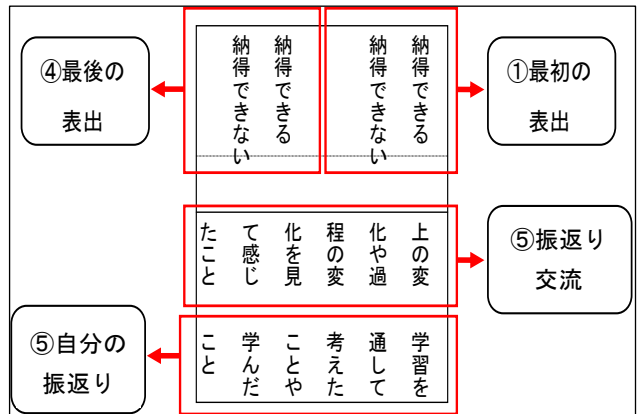 ①最初の
表出
納得できる
納得できない
納得できる
納得できない
④最後の
表出
上の変
化や過
程の変
化を見
て感じ
たこと
⑤振返り
交流
学習を
通して
考えた
ことや
学んだ
こと
⑤自分の
振返り